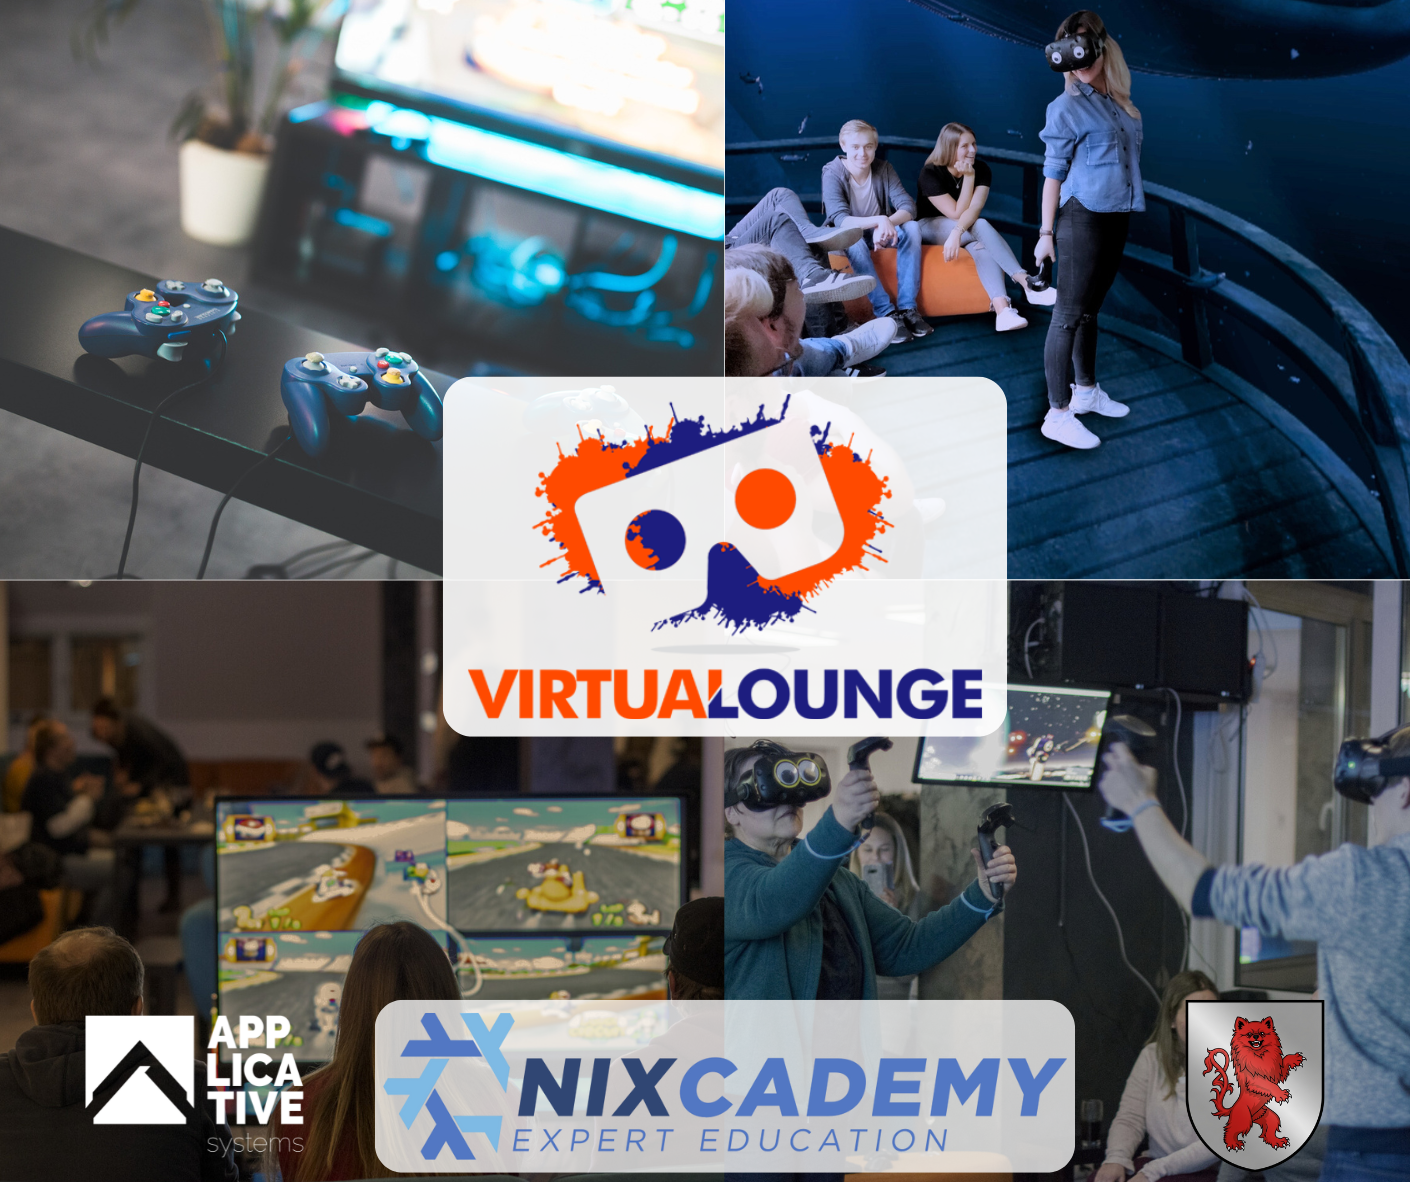 VIRTUALOUNGE
APP
LICA
TIVE
systems
NIXCADEMY
EXPERT EDUCATION